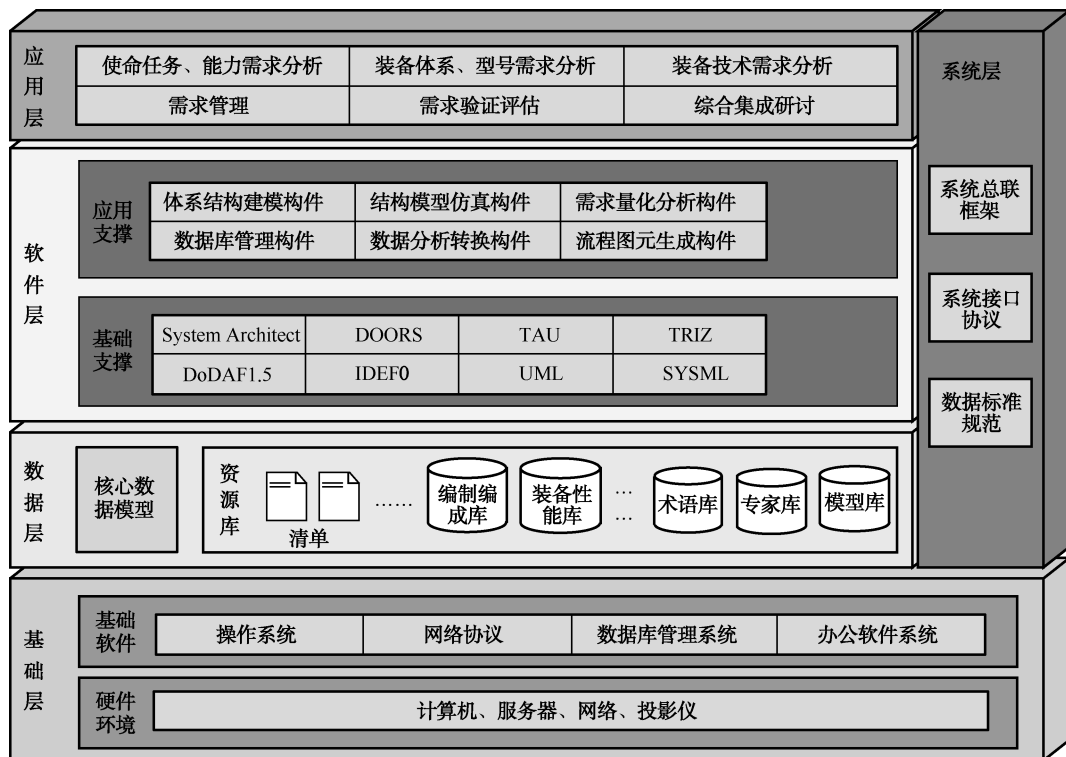 应用层
使命任务、能力需求分析
装备体系、型号需求分析
装备技术需求分析
需求管理
需求验证评估
综合集成研讨
系统层
系统总联
框架
系统接口
协议
数据标准
规范
软件层
应用
支撑
体系结构建模构件
结构模型仿真构件
需求量化分析构件
数据库管理构件
数据分析转换构件
流程图元生成构件
基础
支撑
System Architect
DOORS
TAU
TRIZ
DoDAF1.5
IDEF0
UML
SYSML
数据层
核心数
据模型
资源库
清单
……
编制编
成库
装备性
能库
…
…
术语库
专家库
模型库
基础层
基础
软件
操作系统
网络协议
数据库管理系统
办公软件系统
硬件
环境
计算机、服务器、网络、投影仪